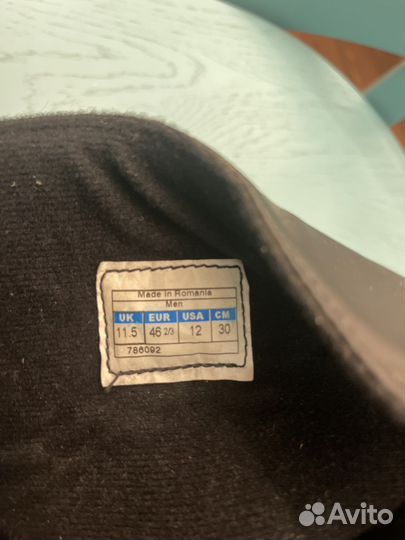 Made in Romania
Men
UK EUR USA CM
11.5 46 2/3 12 30
786092
Avito